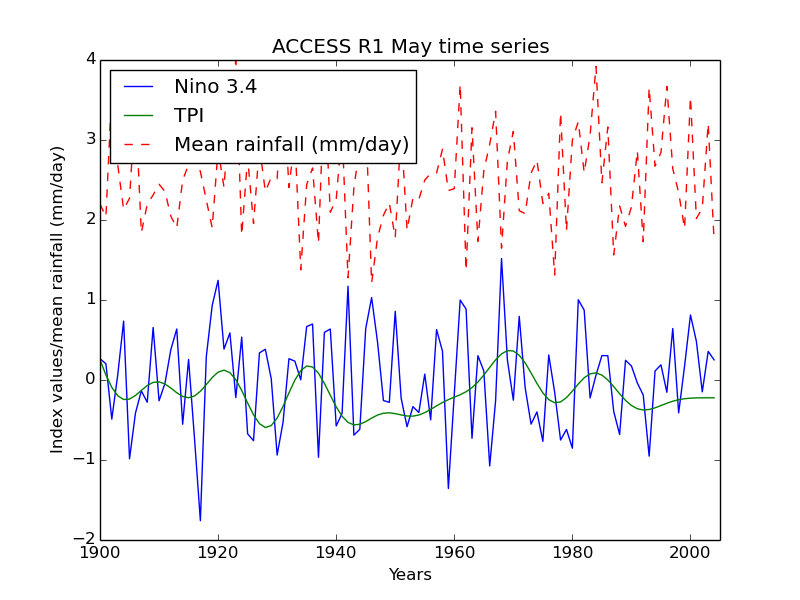 ACCESS R1 May time series
Nino 3.4
TPI
Mean rainfall (mm/day)
Index values/mean rainfall (mm/day)
4
3
2
1
0
−1
−2
1900 1920 1940 1960 1980 2000
Years